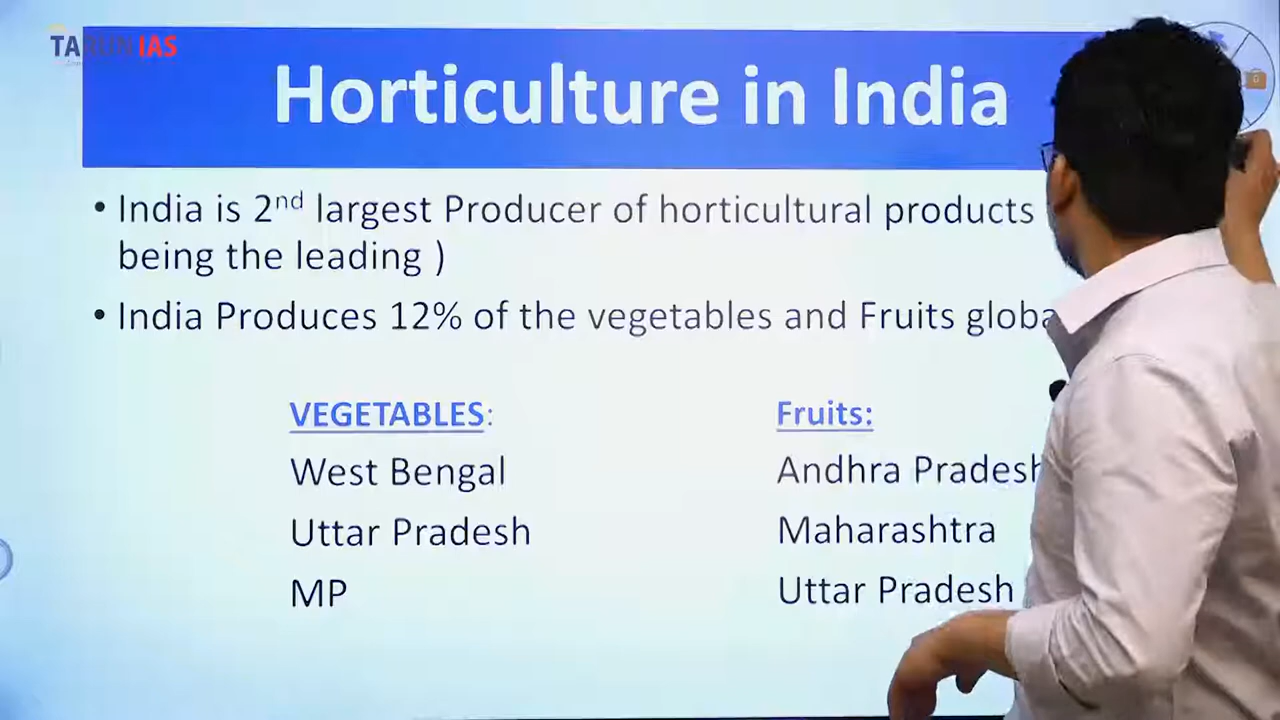 TARUN IAS
Horticulture in India
• India is 2nd largest Producer of horticultural products
being the leading )
• India Produces 12% of the vegetables and Fruits
VEGETABLES:
Fruits:
West Bengal
Andhra Pradesh
Uttar Pradesh
Maharashtra
MP
Uttar Pradesh